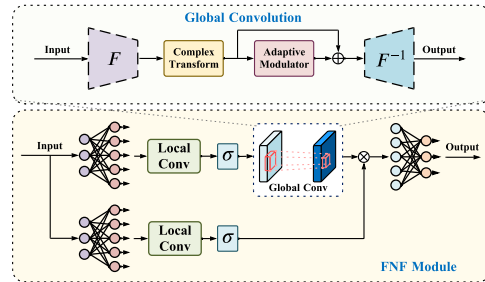 Global Convolution
Input
F
Complex
Transform
Adaptive
Modulator
F⁻¹
Output
Input
Local
Conv
σ
Global Conv
Output
Local
Conv
σ
FNF Module